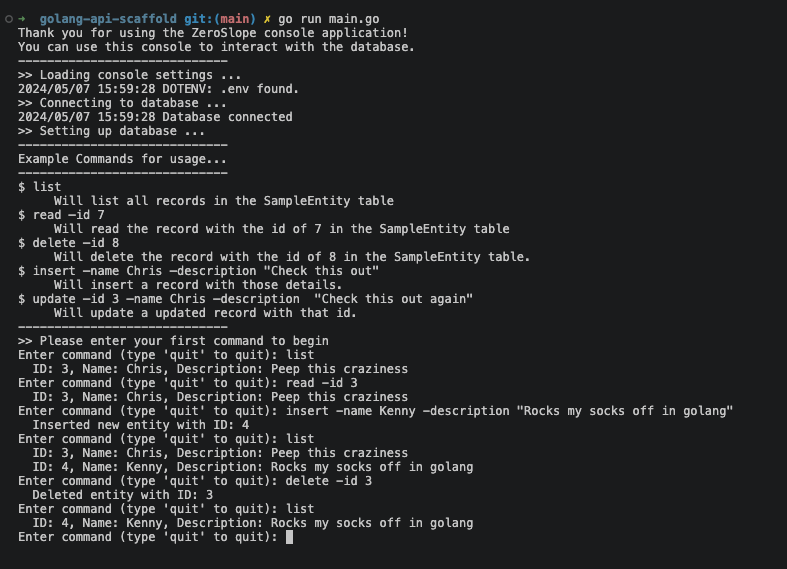 ➜ golang-api-scaffold git:(main) ✗ go run main.go
Thank you for using the ZeroSlope console application!
You can use this console to interact with the database.
-----------------------------
>> Loading console settings ...
2024/05/07 15:59:28 DOTENV: .env found.
>> Connecting to database ...
2024/05/07 15:59:28 Database connected
>> Setting up database ...
-----------------------------
Example Commands for usage...
-----------------------------
$ list
Will list all records in the SampleEntity table
$ read —id 7
Will read the record with the id of 7 in the SampleEntity table
$ delete —id 8
Will delete the record with the id of 8 in the SampleEntity table.
$ insert —name Chris —description "Check this out"
Will insert a record with those details.
$ update —id 3 —name Chris —description  "Check this out again"
Will update a updated record with that id.
-----------------------------
>> Please enter your first command to begin
Enter command (type 'quit' to quit): list
ID: 3, Name: Chris, Description: Peep this craziness
Enter command (type 'quit' to quit): read —id 3
ID: 3, Name: Chris, Description: Peep this craziness
Enter command (type 'quit' to quit): insert —name Kenny —description "Rocks my socks off in golang"
Inserted new entity with ID: 4
Enter command (type 'quit' to quit): list
ID: 3, Name: Chris, Description: Peep this craziness
ID: 4, Name: Kenny, Description: Rocks my socks off in golang
Enter command (type 'quit' to quit): delete —id 3
Deleted entity with ID: 3
Enter command (type 'quit' to quit): list
ID: 4, Name: Kenny, Description: Rocks my socks off in golang
Enter command (type 'quit' to quit):